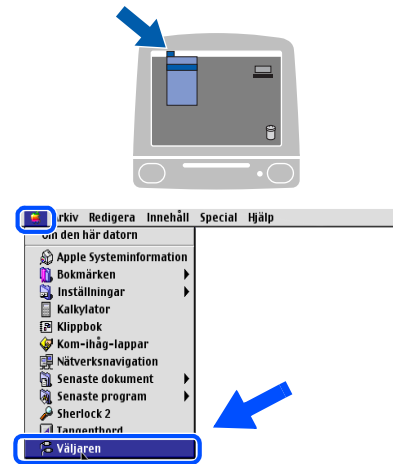 Arkiv Redigera Innehåll Special Hjälp
Om den här datorn
Apple Systeminformation
Bokmärken
Inställningar
Kalkylator
Klippbok
Kom-ihåg-lappar
Nätverksnavigation
Senaste dokument
Senaste program
Sherlock 2
Tangentbord
Väljaren